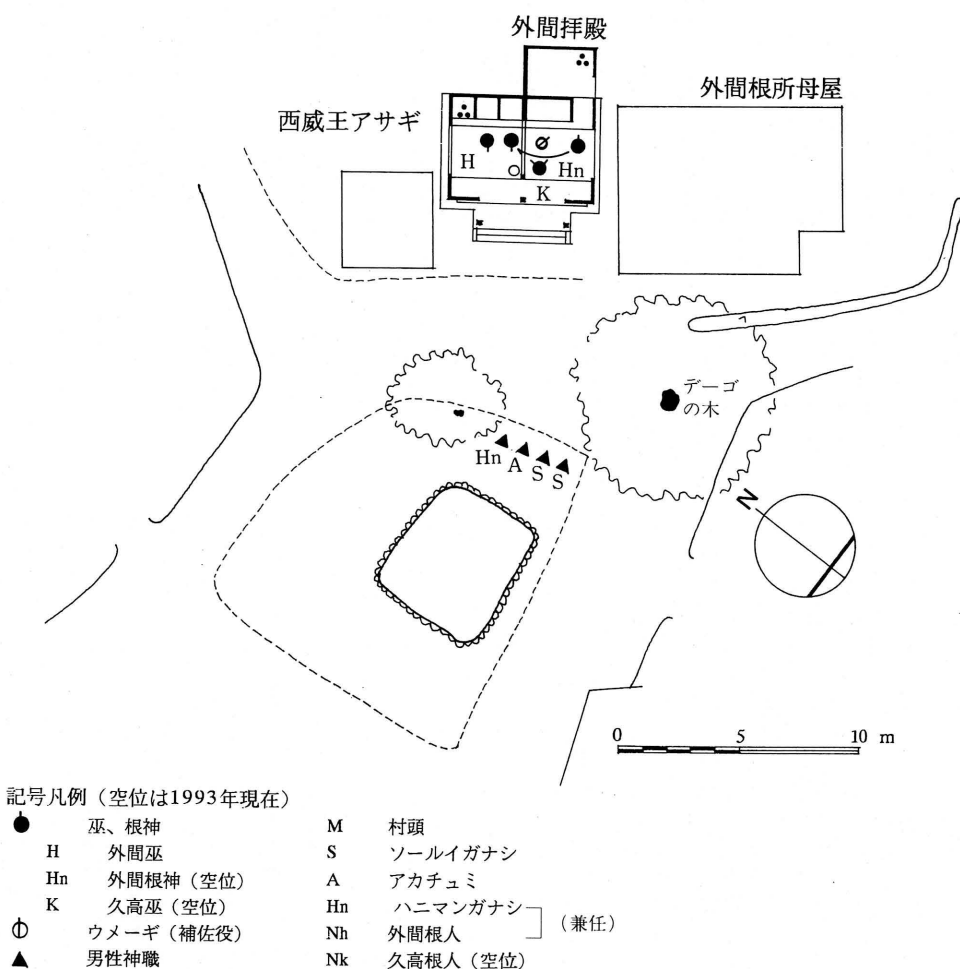 外間拝殿
外間根所母屋
西威王アサギ
H
Hn
K
デーゴ
の木
Hn
A
S
S
N
0 5 10 m
記号凡例（空位は1993年現在）
巫、根神
H 外間巫
Hn 外間根神（空位）
K 久高巫（空位）
ウメーギ（補佐役）
男性神職
M 村頭
S ソールイガナシ
A アカチュミ
Hn ハニマンガナシ
（兼任）
Nh 外間根人
Nk 久高根人（空位）